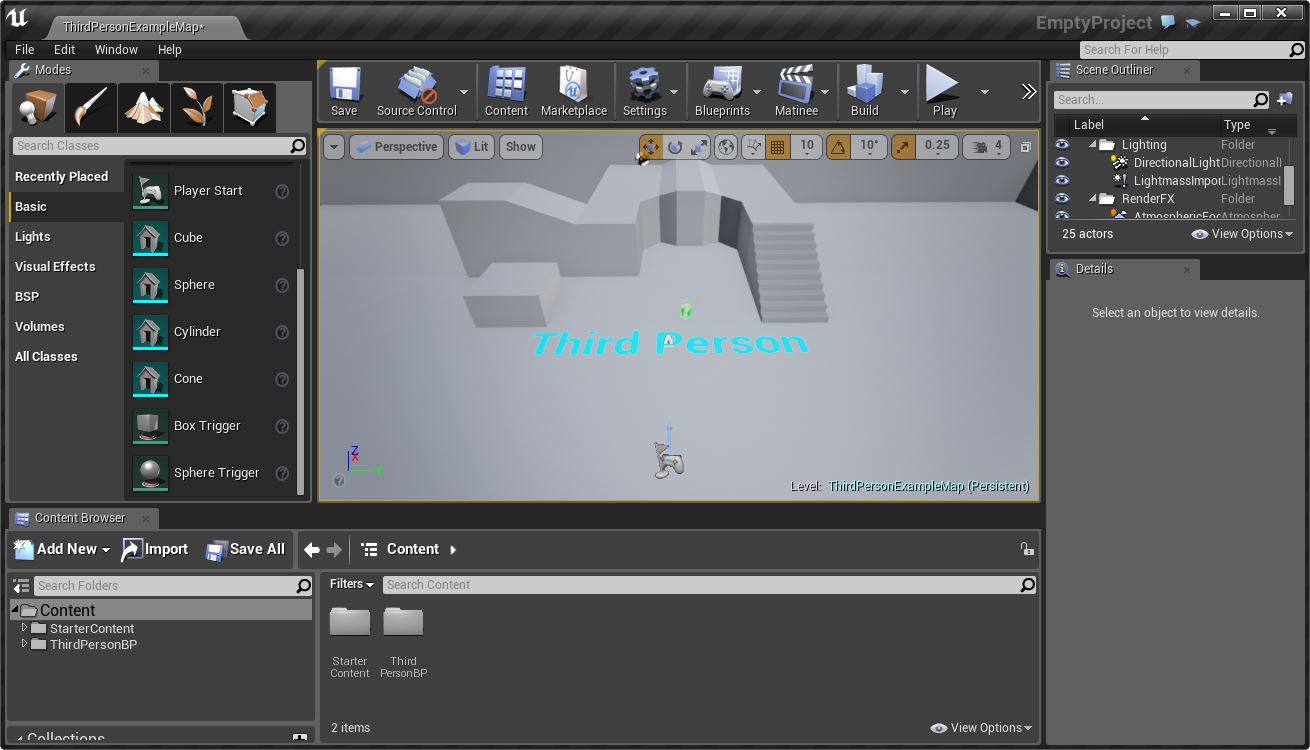 ThirdPersonExampleMap*
EmptyProject
File Edit Window Help
Search For Help
Modes
Search Classes
Recently Placed
Basic
Lights
Visual Effects
BSP
Volumes
All Classes
Player Start
Cube
Sphere
Cylinder
Cone
Box Trigger
Sphere Trigger
Save Source Control Content Marketplace Settings Blueprints Matinee Build Play
Perspective Lit Show 10 10° 0.25 4
Third Person
Z
X
Y
Level: ThirdPersonExampleMap (Persistent)
Scene Outliner
Search...
Label Type
Lighting Folder
DirectionalLight DirectionalI
LightmassImpor LightmassI
RenderFX Folder
AtmosphericFog Atmospher
25 actors View Options
Details
Select an object to view details.
Content Browser
Add New Import Save All Content
Search Folders
Content
StarterContent
ThirdPersonBP
Collections
Filters Search Content
Starter
Content
Third
PersonBP
2 items View Options